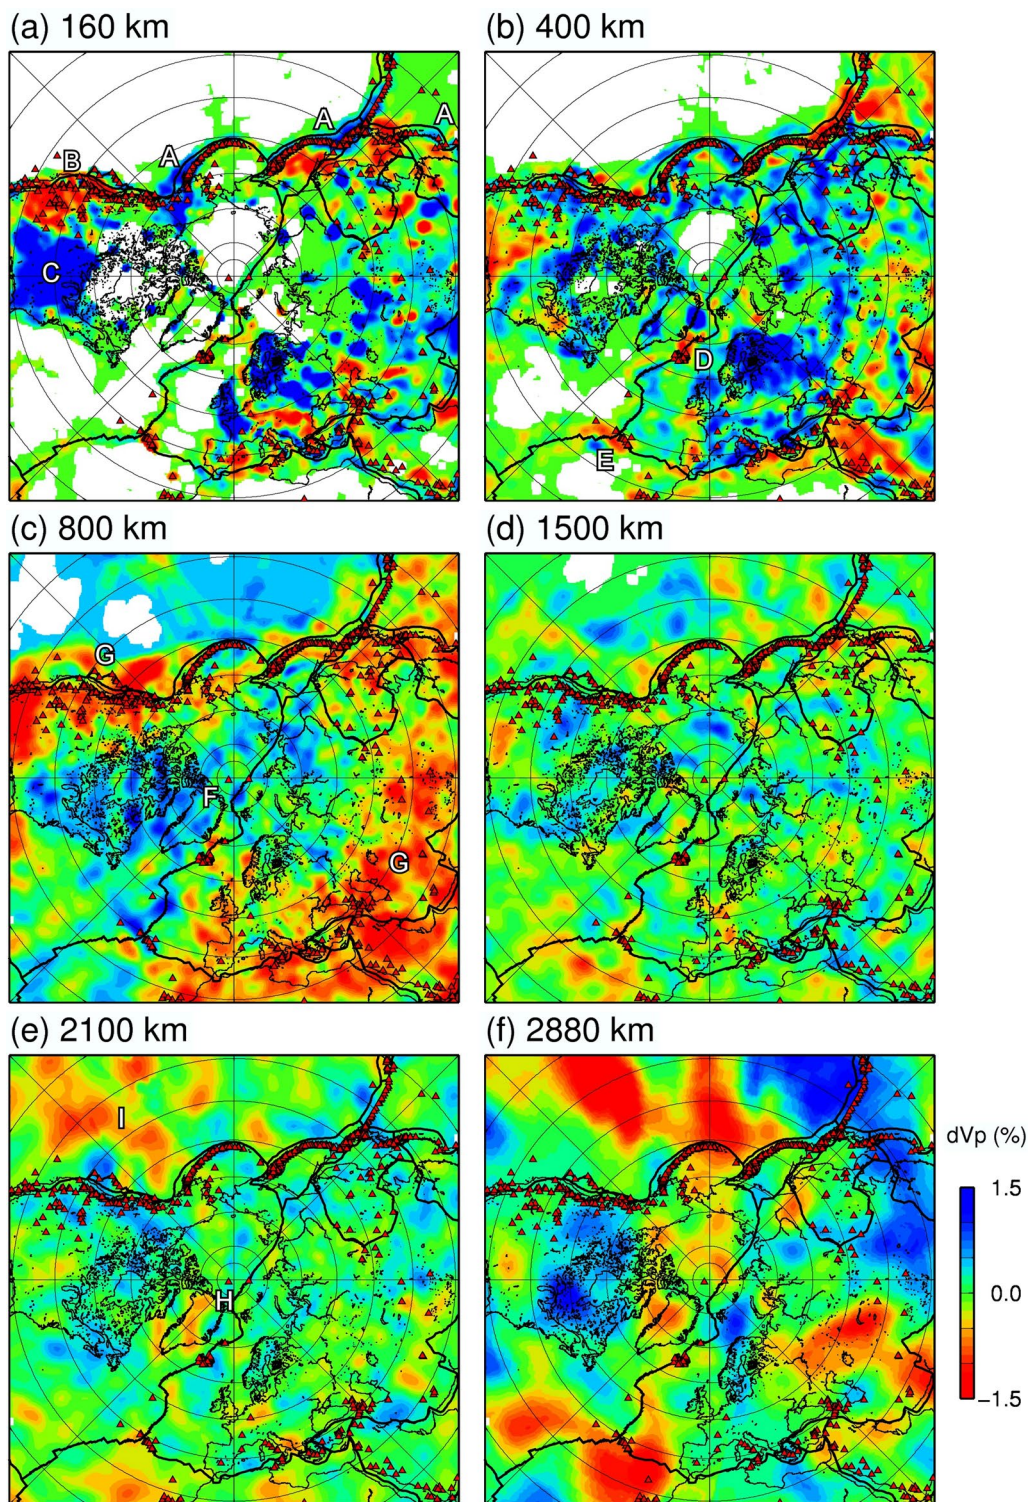 (a) 160 km
(b) 400 km
A
A
A
B
C
D
E
(c) 800 km
(d) 1500 km
G
F
G
(e) 2100 km
(f) 2880 km
I
H
dVp (%)
1.5
0.0
−1.5